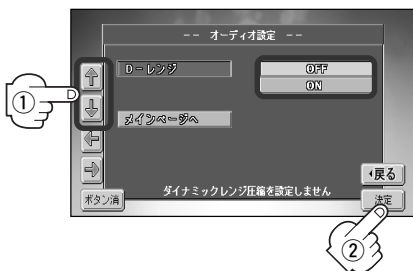 -- オーディオ設定 --
D-レンジ
OFF
ON
メインページへ
①
ダイナミックレンジ圧縮を設定しません
戻る
ボタン消
決定
②